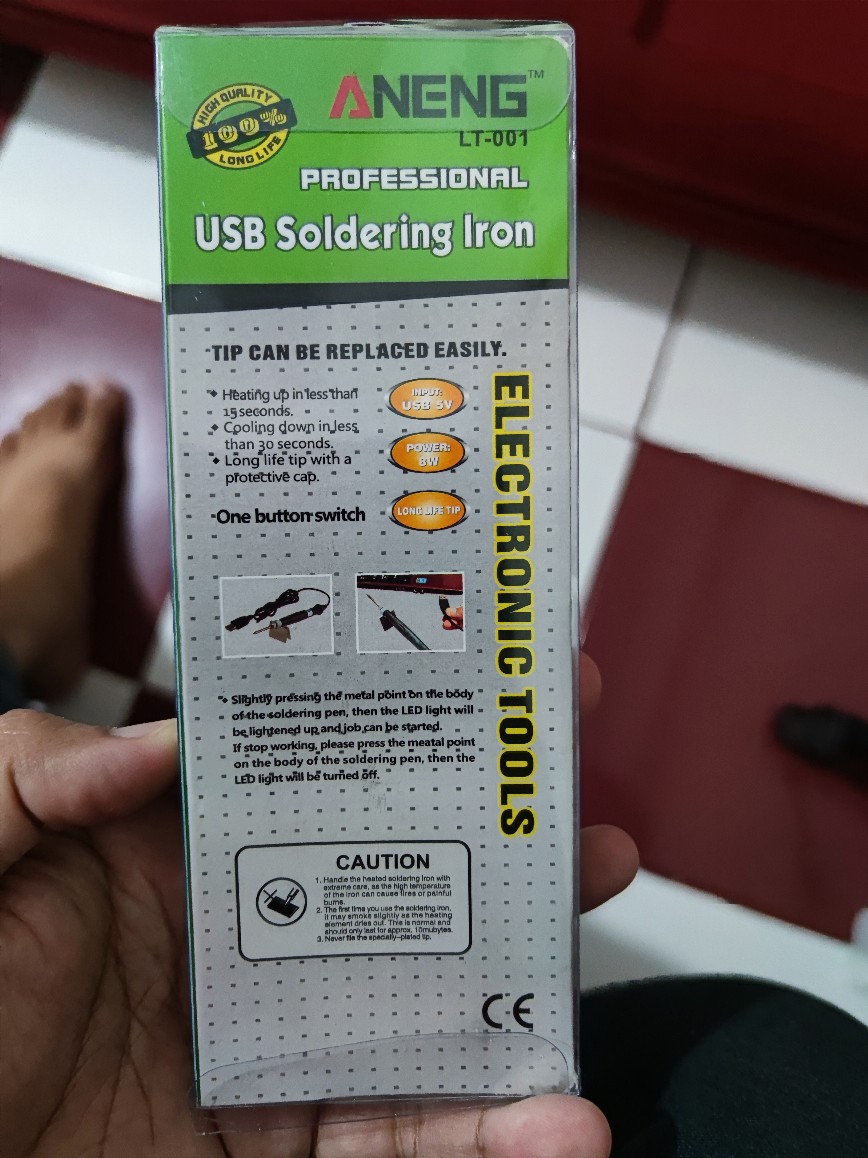 HIGH QUALITY
100%
LONG LIFE
ANENG™
LT-001
PROFESSIONAL
USB Soldering Iron
TIP CAN BE REPLACED EASILY.
Heating up in less than
15 seconds.
Cooling down in less
than 30 seconds.
Long life tip with a
protective cap.
One button switch
INPUT:
USB 5V
POWER:
8W
LONG LIFE TIP
ELECTRONIC TOOLS
Slightly pressing the metal point on the body
of the soldering pen, then the LED light will
be lightened up and job can be started.
If stop working, please press the meatal point
on the body of the soldering pen, then the
LED light will be turned off.
CAUTION
1. Handle the heated soldering iron with
extreme care, as the high temperature
of the iron can cause fires or painful
burns.
2. The first time you use the soldering iron,
it may smoke slightly as the heating
element dries out. This is normal and
should only last for approx. 10mubytes.
3. Never file the specially-plated tip.
CE